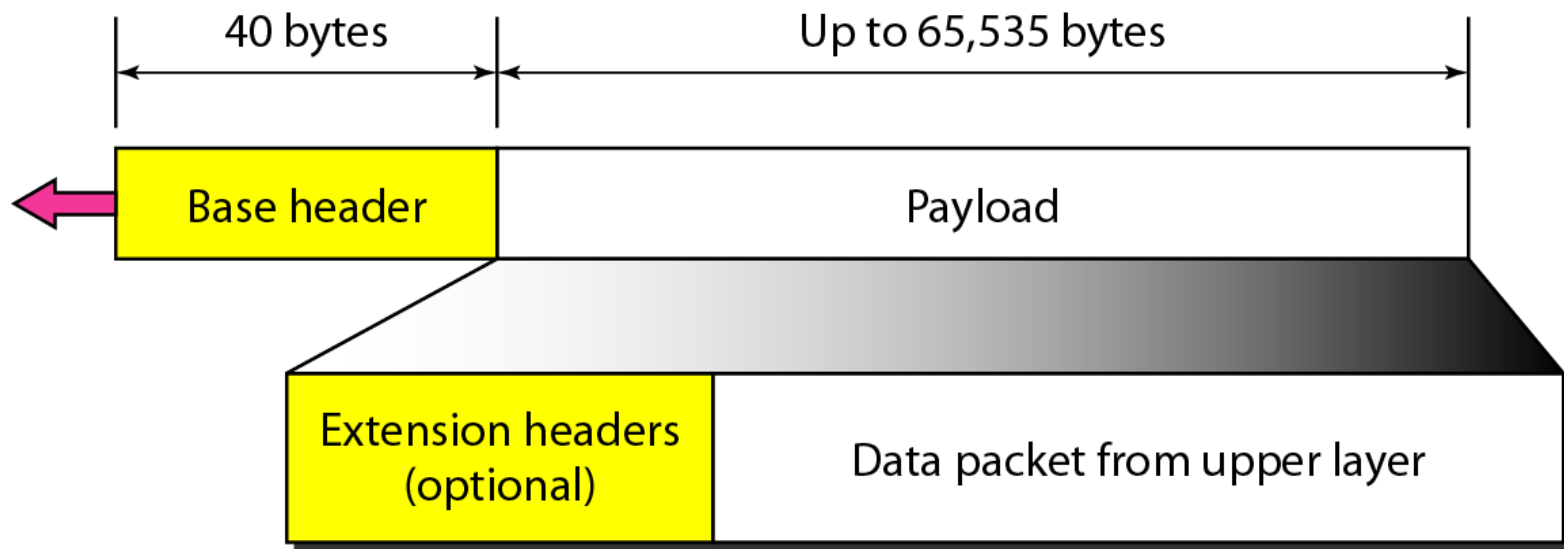 40 bytes
Up to 65,535 bytes
Base header
Payload
Extension headers
(optional)
Data packet from upper layer